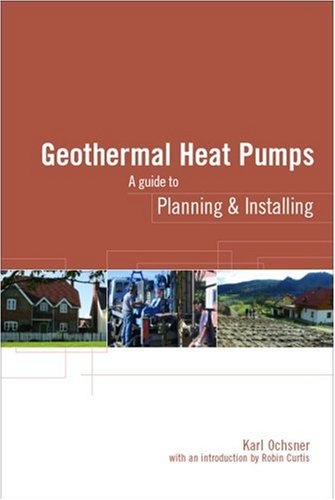 Geothermal Heat Pumps
A guide to
Planning & Installing
Karl Ochsner
with an introduction by Robin Curtis